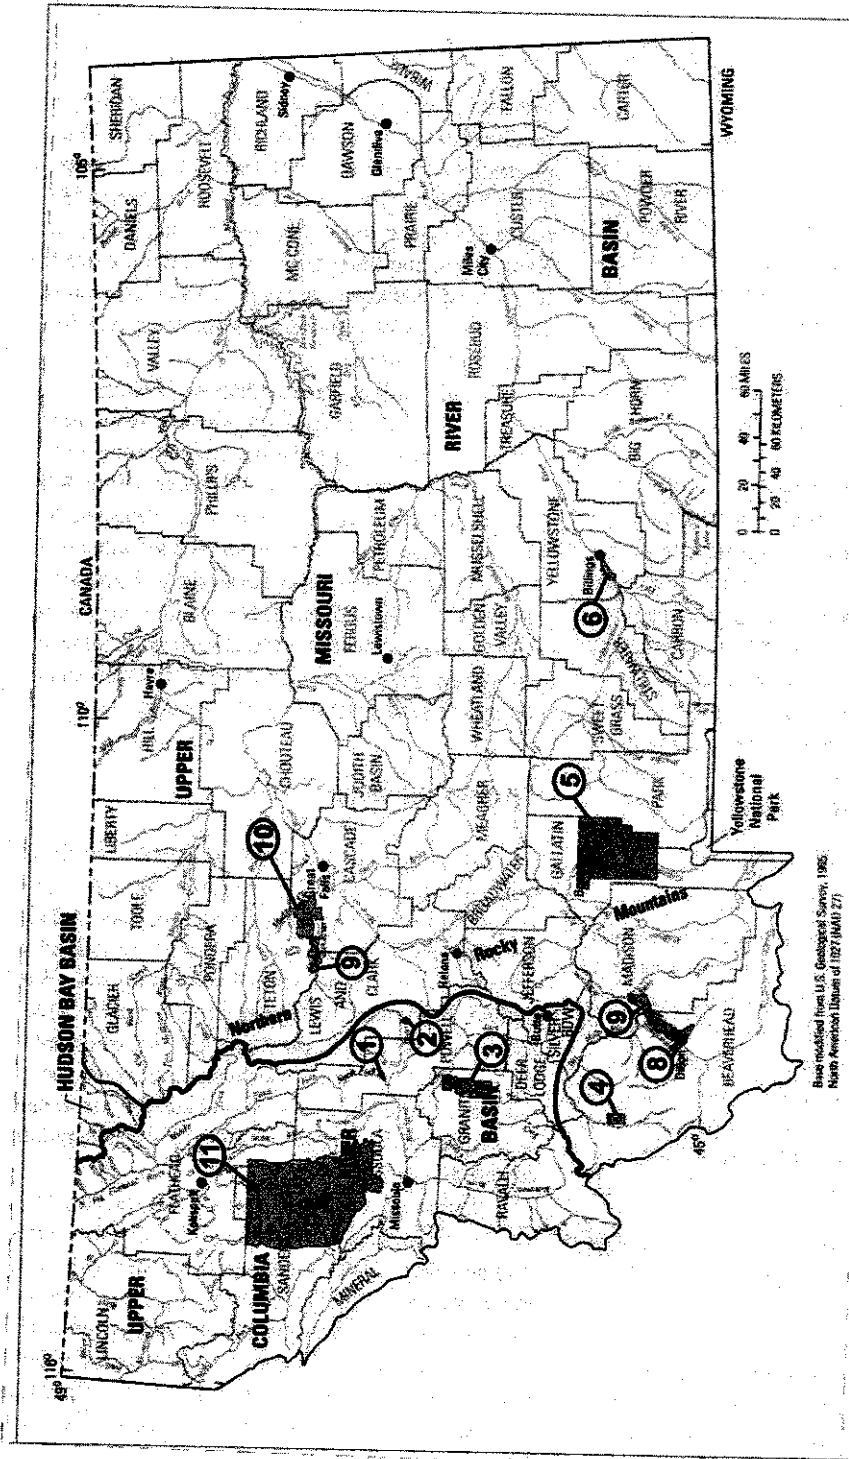 HUDSON BAY BASIN
CANADA
116°
49°
110°
105°
LINCOLN
UPPER
FLATHEAD
Kalispell
GLACIER
TOOLE
LIBERTY
HILL
Havre
BLAINE
PHILLIPS
VALLEY
DANIELS
SHERIDAN
ROOSEVELT
PONDERA
UPPER
11
10
COLUMBIA
RIVER
Northern
TETON
CHOUTEAU
RICHLAND
Sidney
MC CONE
SANDERS
MISSOULA
LEWIS
AND
CLARK
9
Great
Falls
CASCADE
JUDITH
BASIN
MISSOURI
FERGUS
Lewistown
PETROLEUM
GARFIELD
DAWSON
Glendive
WIBAUX
PRAIRIE
MINERAL
Missoula
1
2
POWELL
Helena
Rocky
BROADWATER
MEAGHER
WHEATLAND
GOLDEN
VALLEY
MUSSELSHELL
RIVER
ROSEBUD
TREASURE
Miles
City
CUSTER
FALLON
GRANITE
BASIN
3
DEER
LODGE
Butte
SILVER
BOW
JEFFERSON
RAVALLI
GALLATIN
5
PARK
SWEET
GRASS
STILLWATER
6
Billings
YELLOWSTONE
BIG
HORN
BASIN
POWDER
RIVER
CARTER
4
9
8
Dillon
MADISON
Mountains
CARBON
BEAVERHEAD
45°
Yellowstone
National
Park
WYOMING
0 20 40 60 MILES
0 20 40 60 KILOMETERS
Base modified from U.S. Geological Survey, 1965
North American Datum of 1927 (NAD 27)